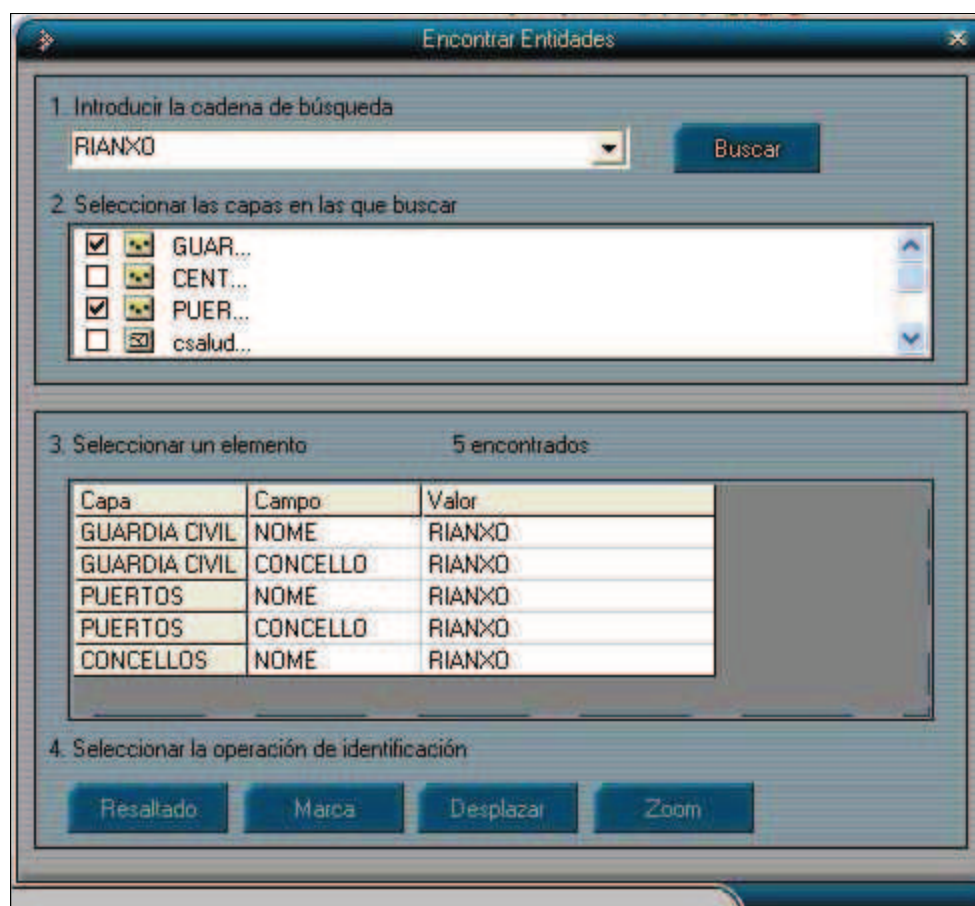 Encontrar Entidades
1. Introducir la cadena de búsqueda
RIANXO
Buscar
2. Seleccionar las capas en las que buscar
GUAR...
CENT...
PUER...
csalud...
3. Seleccionar un elemento 5 encontrados
Capa Campo Valor
GUARDIA CIVIL NOME RIANXO
GUARDIA CIVIL CONCELLO RIANXO
PUERTOS NOME RIANXO
PUERTOS CONCELLO RIANXO
CONCELLOS NOME RIANXO
4. Seleccionar la operación de identificación
Resaltado Marca Desplazar Zoom